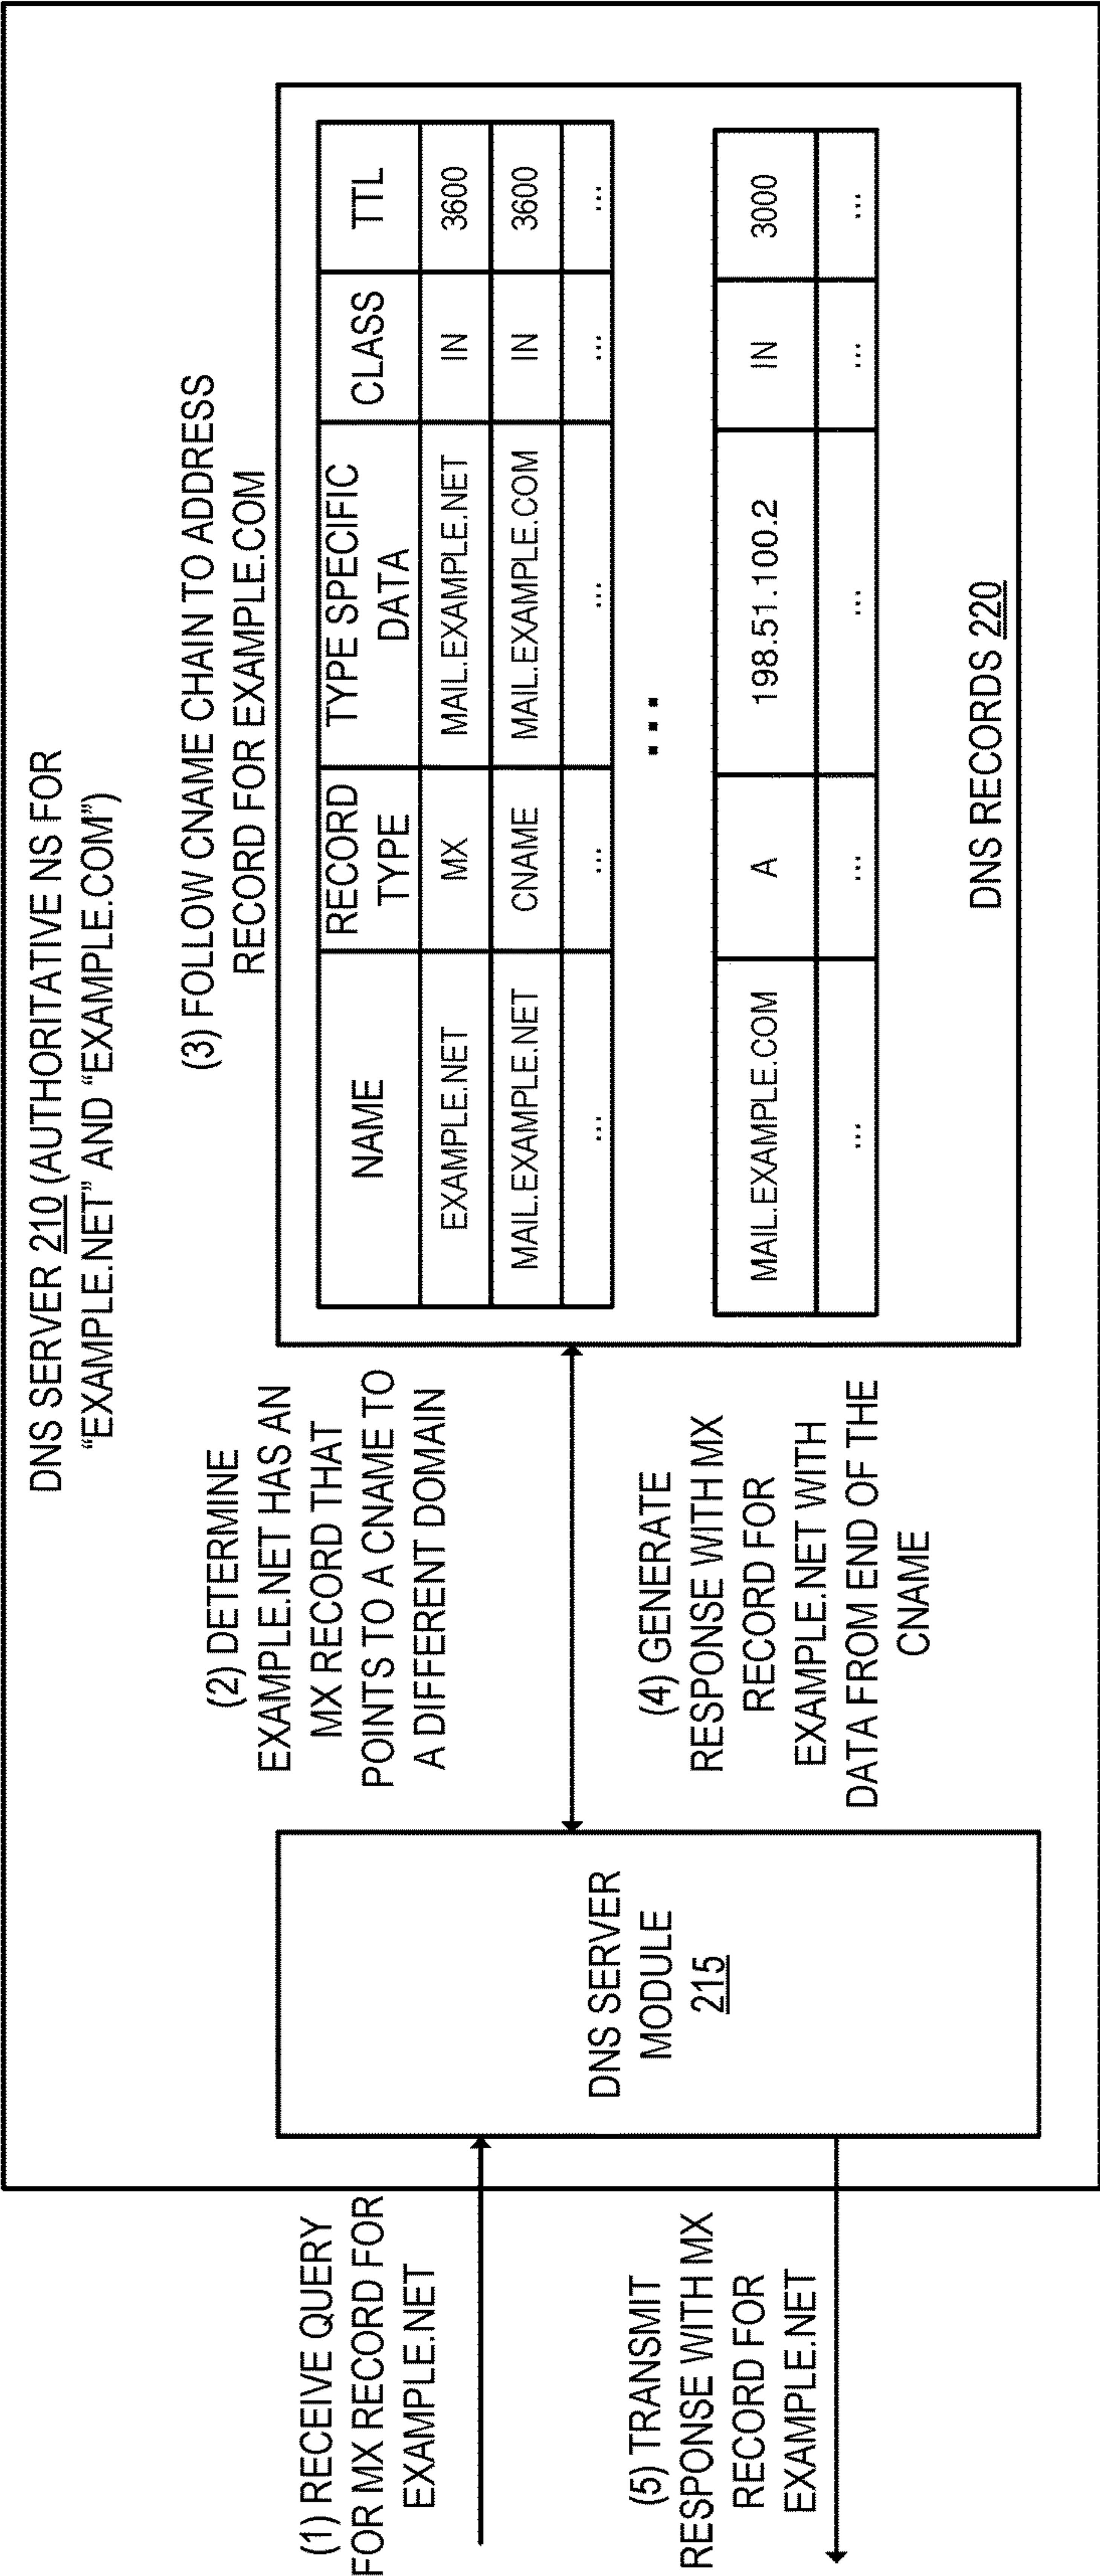 DNS SERVER 210 (AUTHORITATIVE NS FOR
“EXAMPLE.NET” AND “EXAMPLE.COM”)
(1) RECEIVE QUERY
FOR MX RECORD FOR
EXAMPLE.NET
(5) TRANSMIT
RESPONSE WITH MX
RECORD FOR
EXAMPLE.NET
DNS SERVER
MODULE
215
(2) DETERMINE
EXAMPLE.NET HAS AN
MX RECORD THAT
POINTS TO A CNAME TO
A DIFFERENT DOMAIN
(4) GENERATE
RESPONSE WITH MX
RECORD FOR
EXAMPLE.NET WITH
DATA FROM END OF THE
CNAME
(3) FOLLOW CNAME CHAIN TO ADDRESS
RECORD FOR EXAMPLE.COM
NAME
RECORD
TYPE
TYPE SPECIFIC
DATA
CLASS
TTL
EXAMPLE.NET MX MAIL.EXAMPLE.NET IN 3600
MAIL.EXAMPLE.NET CNAME MAIL.EXAMPLE.COM IN 3600
... ... ... ... ...
...
MAIL.EXAMPLE.COM A 198.51.100.2 IN 3000
... ... ... ... ...
DNS RECORDS 220